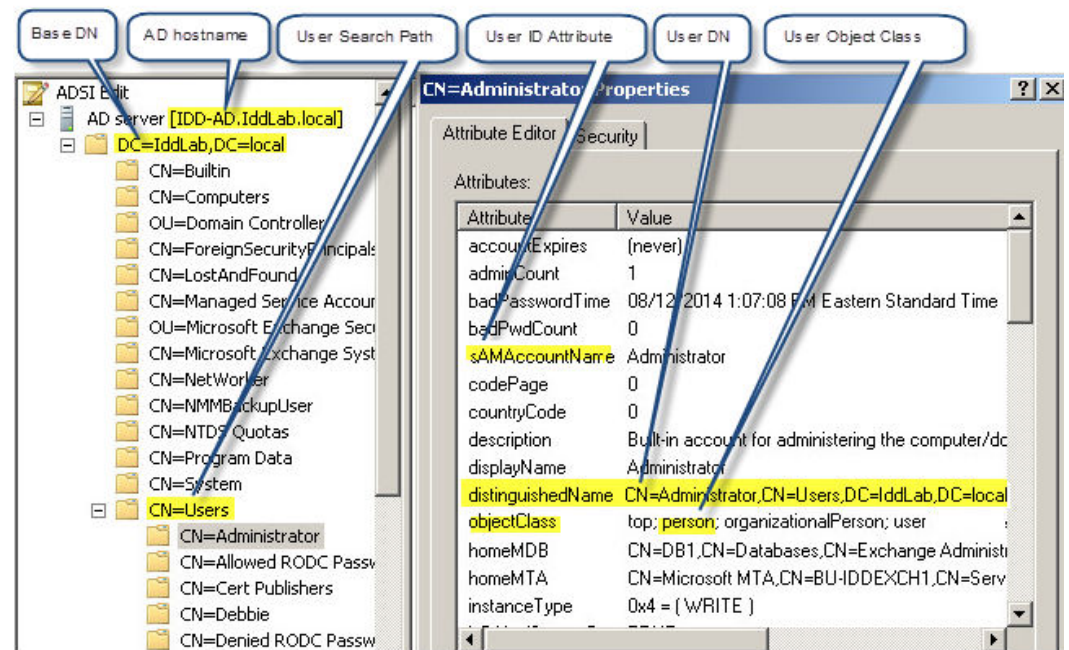 Base DN
AD hostname
User Search Path
User ID Attribute
User DN
User Object Class
ADSI Edit
AD server [IDD-AD.IddLab.local]
DC=IddLab,DC=local
CN=Builtin
CN=Computers
OU=Domain Controller
CN=ForeignSecurityPrincipals
CN=LostAndFound
CN=Managed Service Accour
OU=Microsoft Exchange Secu
CN=Microsoft Exchange Syst
CN=NetWorker
CN=NMMBackupUser
CN=NTDS Quotas
CN=Program Data
CN=System
CN=Users
CN=Administrator
CN=Allowed RODC Passw
CN=Cert Publishers
CN=Debbie
CN=Denied RODC Passw
CN=Administrator Properties
Attribute Editor
Security
Attributes:
Attribute Value
accountExpires (never)
adminCount 1
badPasswordTime 08/12/2014 1:07:08 PM Eastern Standard Time
badPwdCount 0
sAMAccountName Administrator
codePage 0
countryCode 0
description Built-in account for administering the computer/dc
displayName Administrator
distinguishedName CN=Administrator,CN=Users,DC=IddLab,DC=local
objectClass top; person; organizationalPerson; user
homeMDB CN=DB1,CN=Databases,CN=Exchange Administr
homeMTA CN=Microsoft MTA,CN=BU-IDDEXCH1,CN=Serv
instanceType 0x4 = ( WRITE )